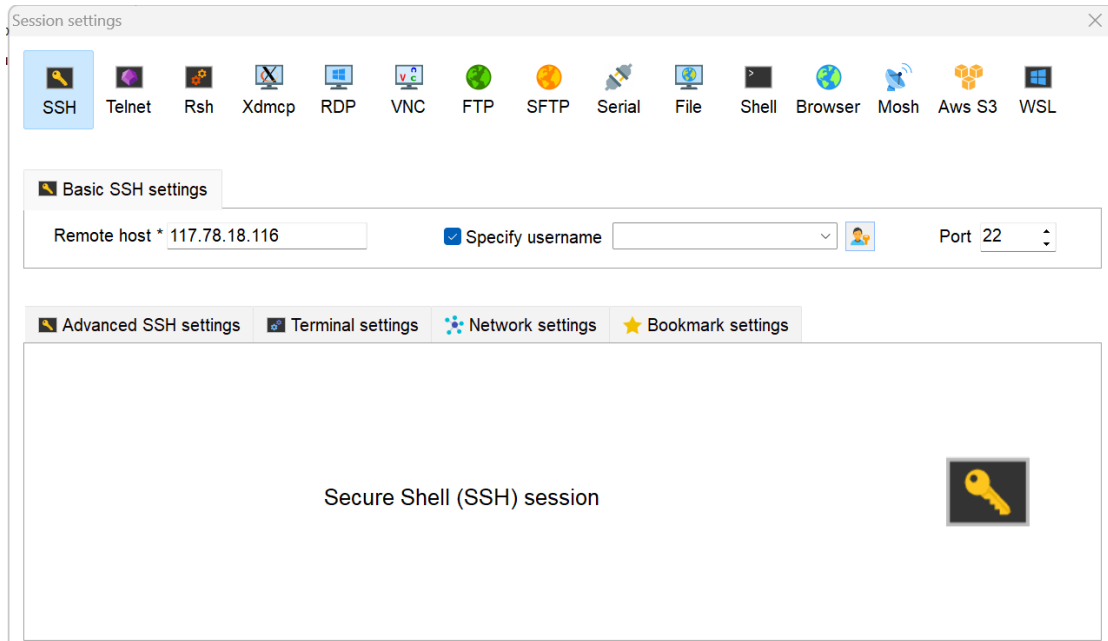 Session settings
SSH Telnet Rsh Xdmcp RDP VNC FTP SFTP Serial File Shell Browser Mosh Aws S3 WSL
Basic SSH settings
Remote host * 117.78.18.116 Specify username Port 22
Advanced SSH settings Terminal settings Network settings Bookmark settings
Secure Shell (SSH) session